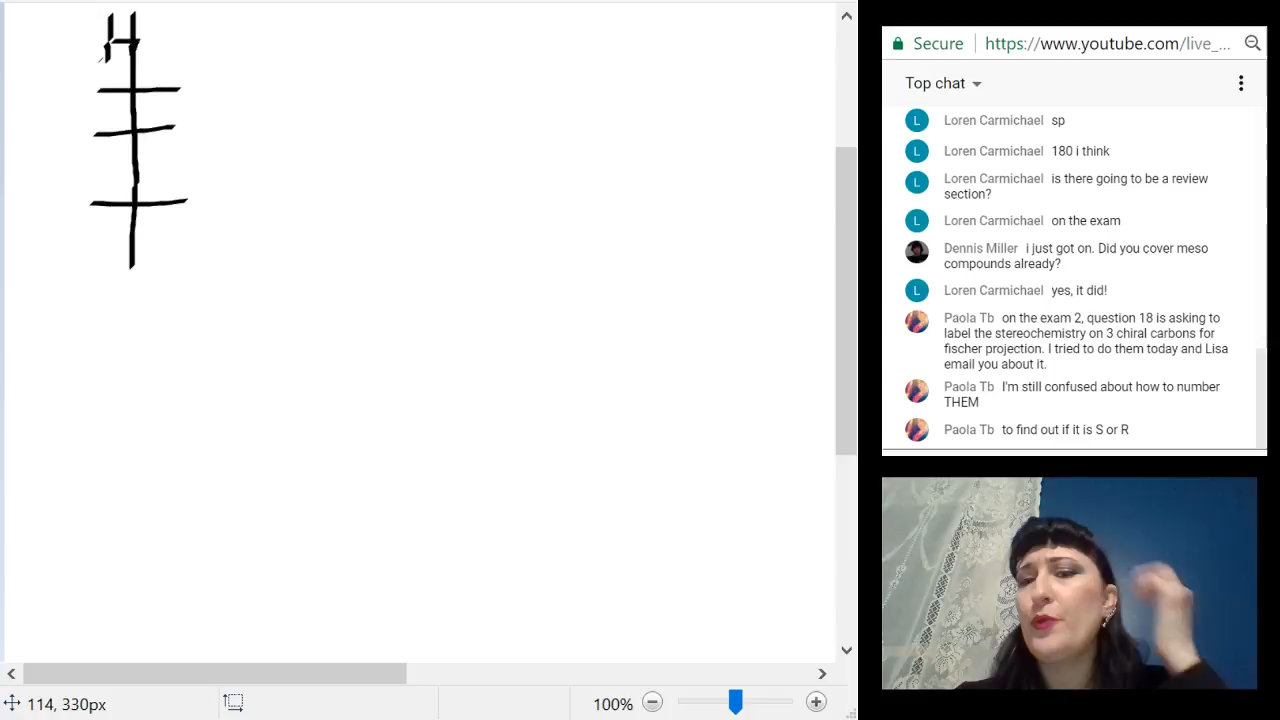 H
Secure
https://www.youtube.com/live_...
Top chat
L
Loren Carmichael sp
L
Loren Carmichael 180 i think
L
Loren Carmichael is there going to be a review
section?
L
Loren Carmichael on the exam
Dennis Miller i just got on. Did you cover meso
compounds already?
L
Loren Carmichael yes, it did!
Paola Tb on the exam 2, question 18 is asking to
label the stereochemistry on 3 chiral carbons for
fischer projection. I tried to do them today and Lisa
email you about it.
Paola Tb I'm still confused about how to number
THEM
Paola Tb to find out if it is S or R
114, 330px
100%